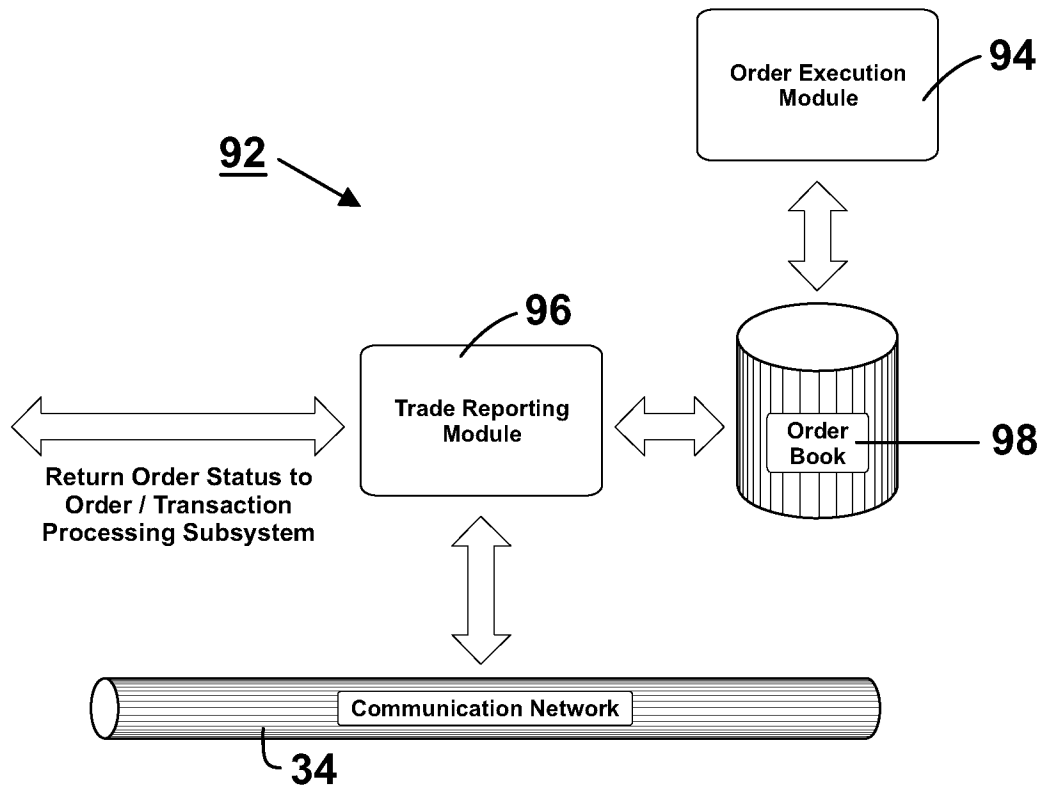 Order Execution
Module
94
92
96
Trade Reporting
Module
Order
Book
98
Return Order Status to
Order / Transaction
Processing Subsystem
Communication Network
34